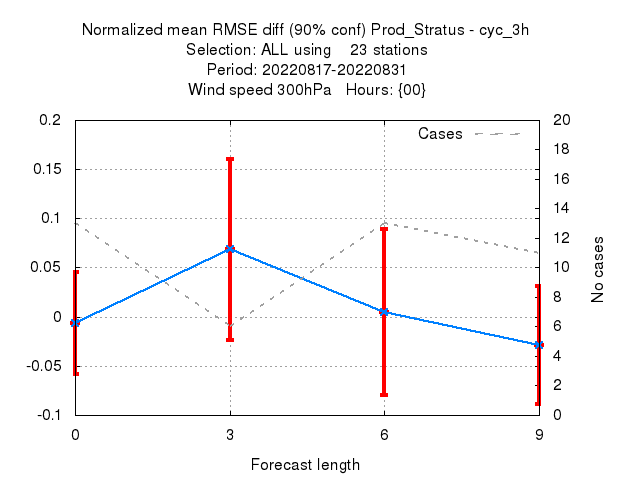 Normalized mean RMSE diff (90% conf) Prod_Stratus - cyc_3h
Selection: ALL using    23 stations
Period: 20220817-20220831
Wind speed 300hPa   Hours: {00}
Cases
0.2
0.15
0.1
0.05
0
-0.05
-0.1
20
18
16
14
12
10
8
6
4
2
0
No cases
0 3 6 9
Forecast length